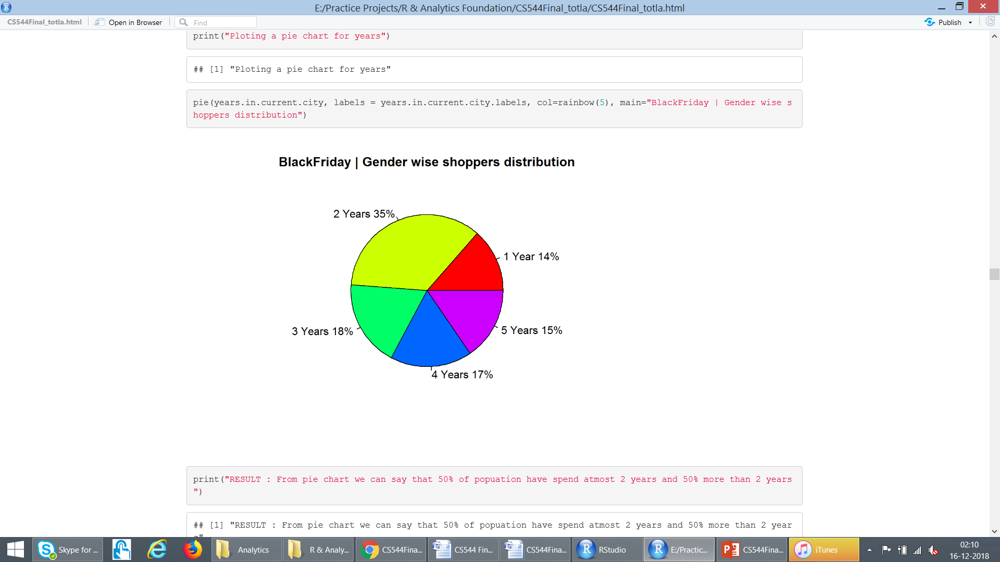 E:/Practice Projects/R & Analytics Foundation/CS544Final_totla/CS544Final_totla.html
CS544Final_totla.html Open in Browser Find Publish
print("Ploting a pie chart for years")
## [1] "Ploting a pie chart for years"
pie(years.in.current.city, labels = years.in.current.city.labels, col=rainbow(5), main="BlackFriday | Gender wise s
hoppers distribution")
BlackFriday | Gender wise shoppers distribution
2 Years 35%
1 Year 14%
3 Years 18%
5 Years 15%
4 Years 17%
print("RESULT : From pie chart we can say that 50% of popuation have spend atmost 2 years and 50% more than 2 years
")
## [1] "RESULT : From pie chart we can say that 50% of popuation have spend atmost 2 years and 50% more than 2 year
Skype for ... Analytics R & Analy... CS544Fina... CS544 Fin... CS544Fina... RStudio E:/Practic... CS544Fina... iTunes
02:10
16-12-2018